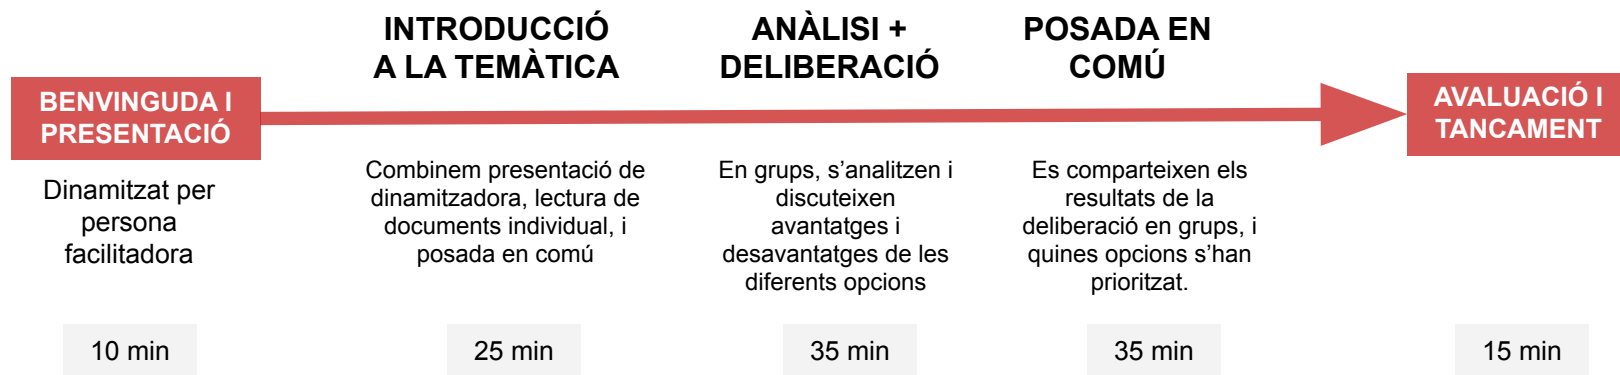 BENVINGUDA I
PRESENTACIÓ
Dinamitzat per
persona
facilitadora
10 min
INTRODUCCIÓ
A LA TEMÀTICA
Combinem presentació de
dinamitzadora, lectura de
documents individual, i
posada en comú
25 min
ANÀLISI +
DELIBERACIÓ
En grups, s’analitzen i
discuteixen
avantatges i
desavantatges de les
diferents opcions
35 min
POSADA EN
COMÚ
Es comparteixen els
resultats de la
deliberació en grups, i
quines opcions s’han
prioritzat.
35 min
AVALUACIÓ I
TANCAMENT
15 min